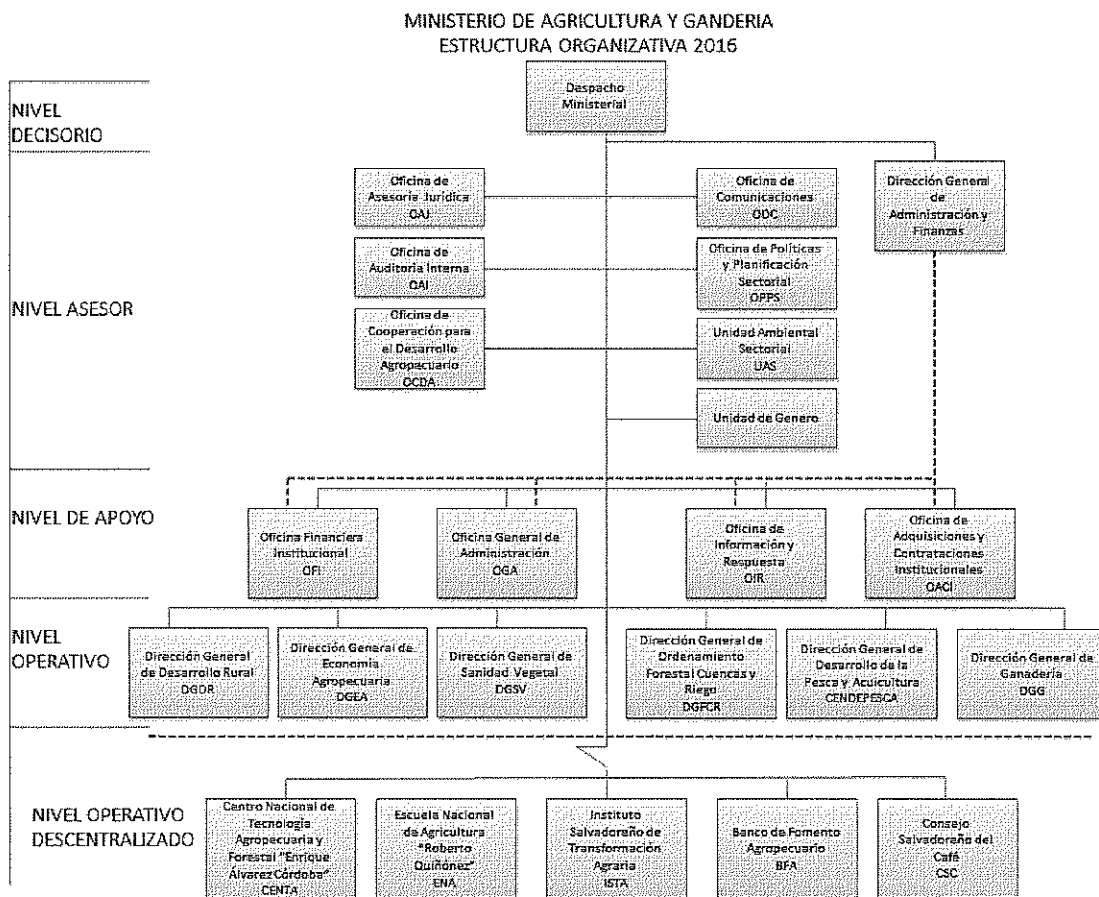 MINISTERIO DE AGRICULTURA Y GANDERIA
ESTRUCTURA ORGANIZATIVA 2016
NIVEL
DECISORIO
Despacho
Ministerial
NIVEL ASESOR
Oficina de
Asesoría Jurídica
OAJ
Oficina de
Comunicaciones
ODC
Dirección General
de
Administración y
Finanzas
Oficina de
Auditoria Interna
OAI
Oficina de Políticas
y Planificación
Sectorial
OPPS
Oficina de
Cooperación para
el Desarrollo
Agropecuario
OCDA
Unidad Ambiental
Sectorial
UAS
Unidad de Genero
NIVEL DE APOYO
Oficina Financiera
Institucional
OFI
Oficina General de
Administración
OGA
Oficina de
Información y
Respuesta
OIR
Oficina de
Adquisiciones y
Contrataciones
Institucionales
OACI
NIVEL
OPERATIVO
Dirección General
de Desarrollo Rural
DGDR
Dirección General de
Economía
Agropecuaria
DGEA
Dirección General de
Sanidad Vegetal
DGSV
Dirección General de
Ordenamiento
Forestal Cuencas y
Riego
DGFCR
Dirección General de
Desarrollo de la
Pesca y Acuicultura
CENDEPESCA
Dirección General de
Ganadería
DGG
NIVEL OPERATIVO
DESCENTRALIZADO
Centro Nacional de
Tecnología
Agropecuaria y
Forestal "Enrique
Álvarez Córdoba"
CENTA
Escuela Nacional
de Agricultura
"Roberto
Quiñónez"
ENA
Instituto
Salvadoreño de
Transformación
Agraria
ISTA
Banco de Fomento
Agropecuario
BFA
Consejo
Salvadoreño del
Café
CSC